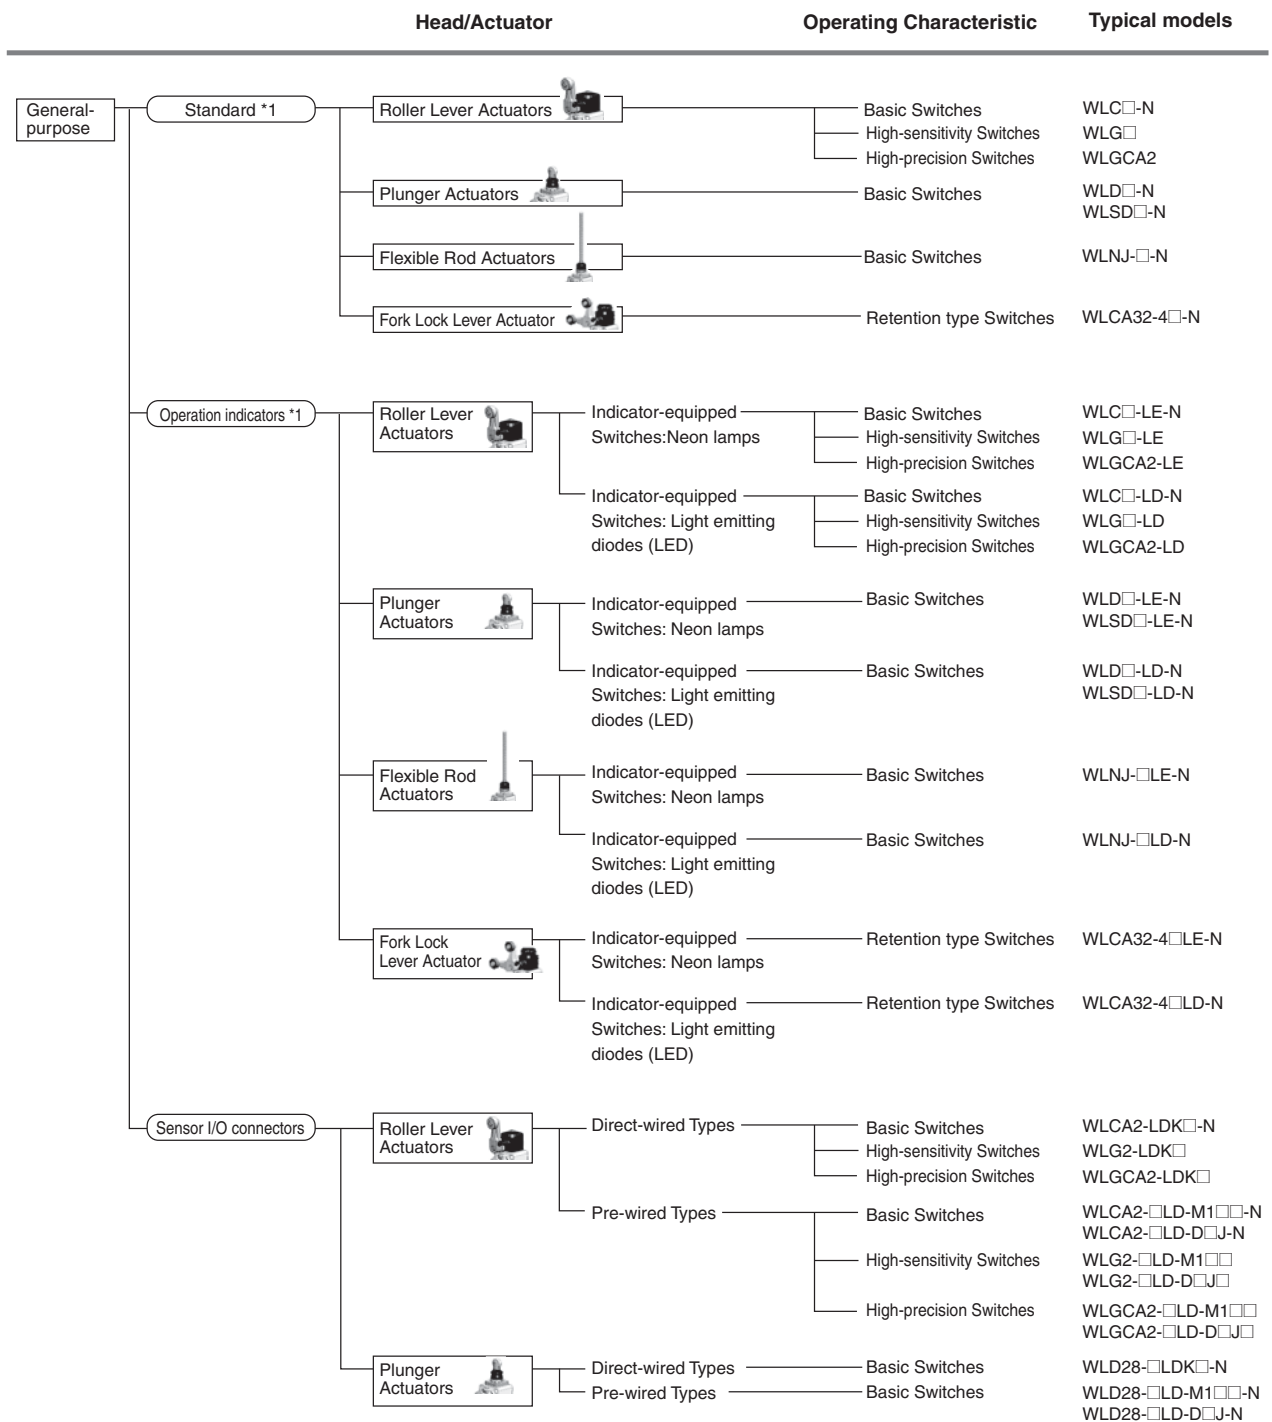 Head/Actuator Operating Characteristic Typical models
General-
purpose
Standard *1
Roller Lever Actuators
Basic Switches WLC□-N
High-sensitivity Switches WLG□
High-precision Switches WLGCA2
Plunger Actuators
Basic Switches WLD□-N
WLSD□-N
Flexible Rod Actuators
Basic Switches WLNJ-□-N
Fork Lock Lever Actuator
Retention type Switches WLCA32-4□-N
Operation indicators *1
Roller Lever
Actuators
Indicator-equipped
Switches:Neon lamps
Basic Switches WLC□-LE-N
High-sensitivity Switches WLG□-LE
High-precision Switches WLGCA2-LE
Indicator-equipped
Switches: Light emitting
diodes (LED)
Basic Switches WLC□-LD-N
High-sensitivity Switches WLG□-LD
High-precision Switches WLGCA2-LD
Plunger
Actuators
Indicator-equipped
Switches: Neon lamps
Basic Switches WLD□-LE-N
WLSD□-LE-N
Indicator-equipped
Switches: Light emitting
diodes (LED)
Basic Switches WLD□-LD-N
WLSD□-LD-N
Flexible Rod
Actuators
Indicator-equipped
Switches: Neon lamps
Basic Switches WLNJ-□LE-N
Indicator-equipped
Switches: Light emitting
diodes (LED)
Basic Switches WLNJ-□LD-N
Fork Lock
Lever Actuator
Indicator-equipped
Switches: Neon lamps
Retention type Switches WLCA32-4□LE-N
Indicator-equipped
Switches: Light emitting
diodes (LED)
Retention type Switches WLCA32-4□LD-N
Sensor I/O connectors
Roller Lever
Actuators
Direct-wired Types
Basic Switches WLCA2-LDK□-N
High-sensitivity Switches WLG2-LDK□
High-precision Switches WLGCA2-LDK□
Pre-wired Types
Basic Switches WLCA2-□LD-M1□□-N
WLCA2-□LD-D□J-N
High-sensitivity Switches WLG2-□LD-M1□□
WLG2-□LD-D□J□
High-precision Switches WLGCA2-□LD-M1□□
WLGCA2-□LD-D□J□
Plunger
Actuators
Direct-wired Types Basic Switches WLD28-□LDK□-N
Pre-wired Types Basic Switches WLD28-□LD-M1□□-N
WLD28-□LD-D□J-N